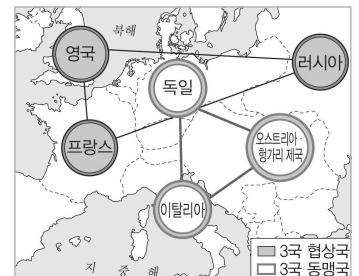 북해
영국
러시아
독일
프랑스
오스트리아·
헝가리 제국
이탈리아
지중해
3국 협상국
3국 동맹국